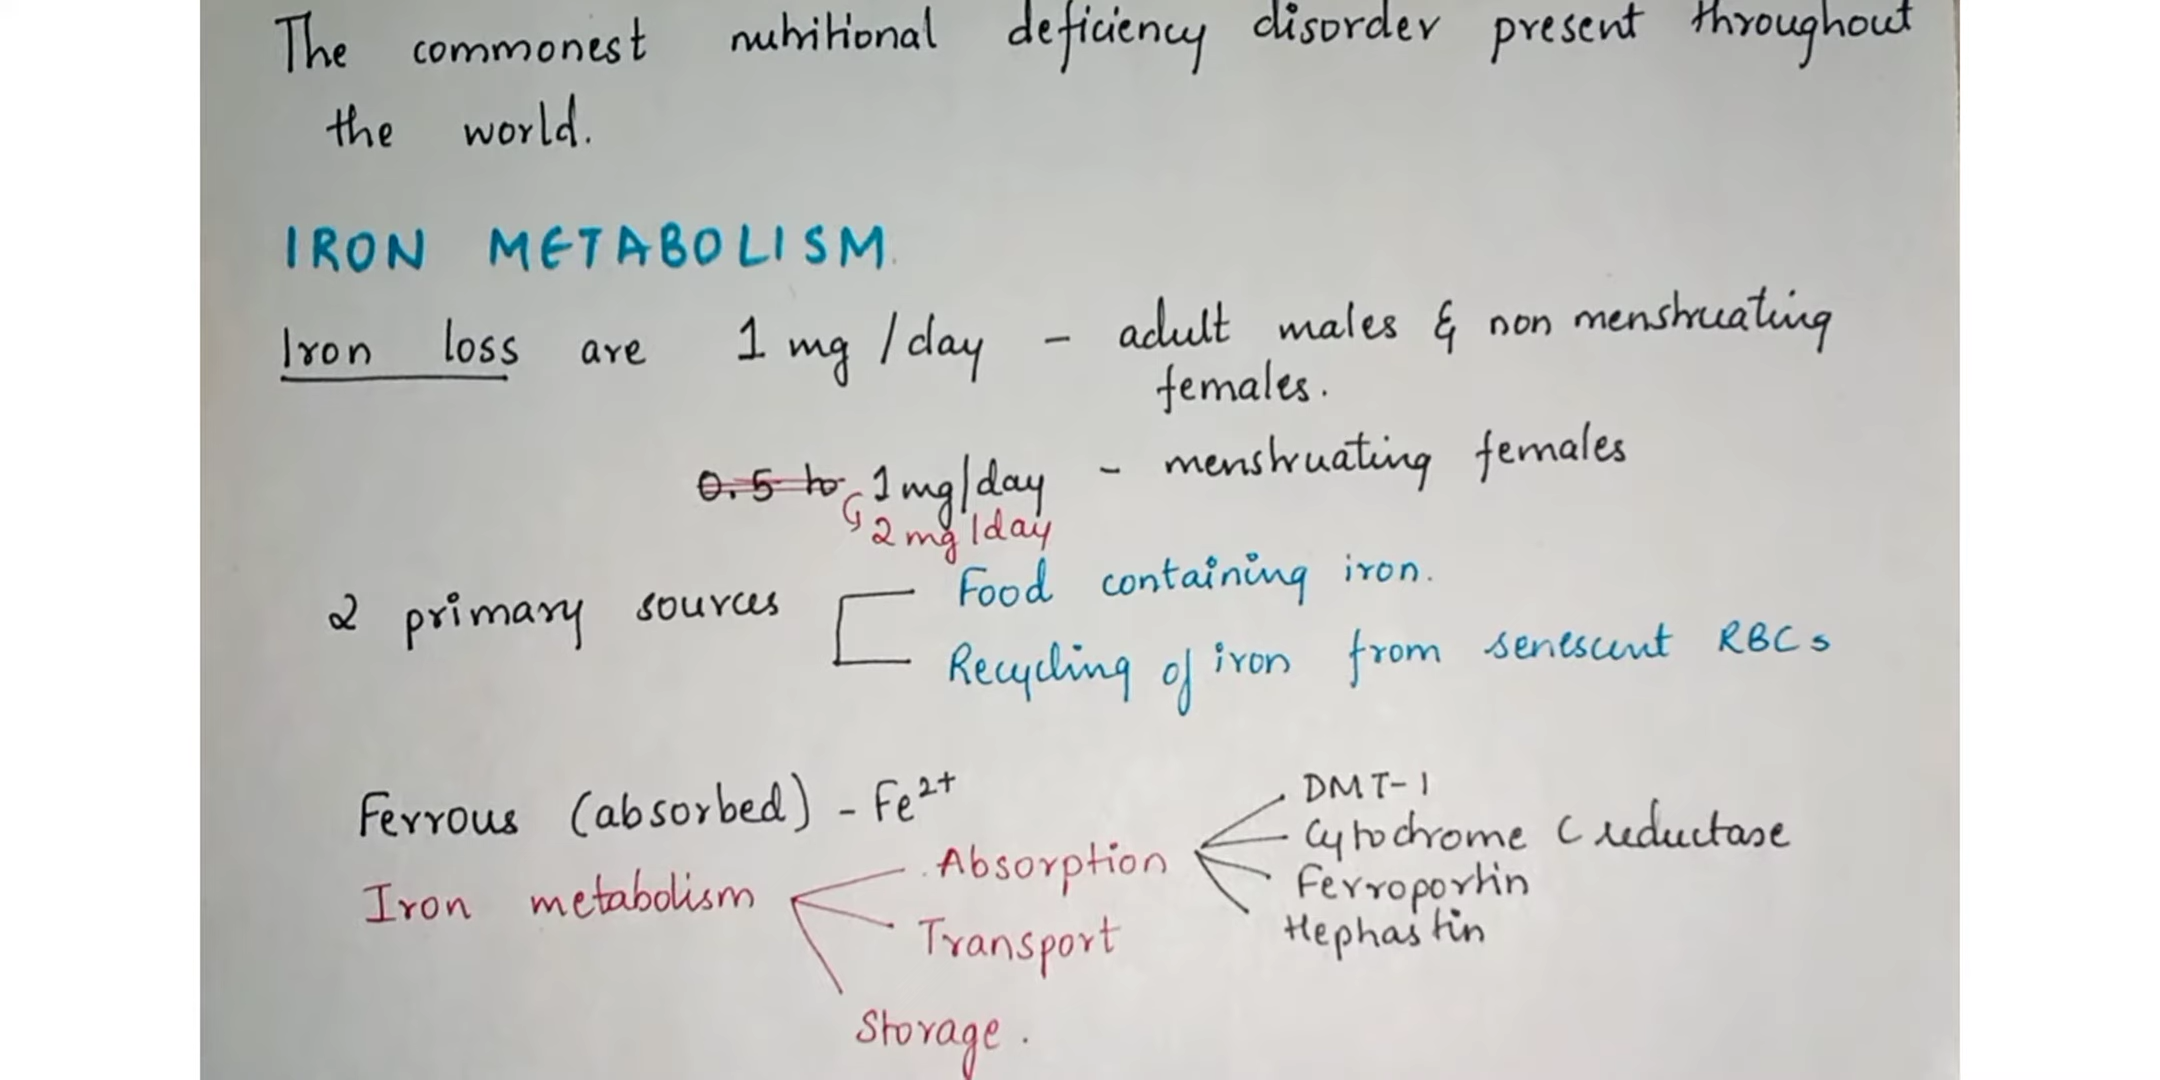 The commonest nutritional deficiency disorder present throughout
the world.
IRON METABOLISM.
Iron loss are 1 mg /day - adult males & non menstruating
females.
0.5 to 1mg/day - menstruating females
2 mg/day
2 primary sources
Food containing iron.
Recycling of iron from senescent RBCs
Ferrous (absorbed) - Fe²⁺
Iron metabolism
Absorption
Transport
Storage.
DMT-1
Cytochrome C reductase
Ferroportin
Hephastin